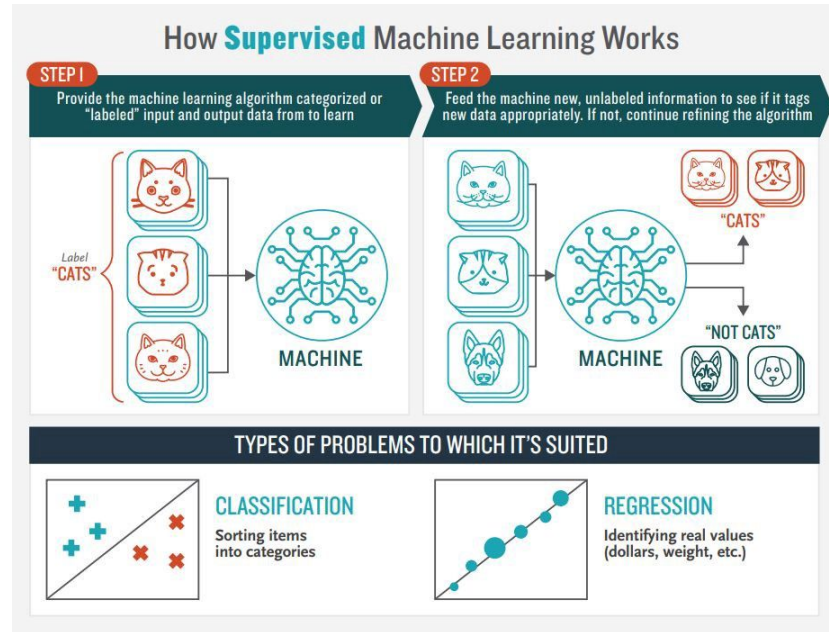 How Supervised Machine Learning Works
STEP 1
Provide the machine learning algorithm categorized or
“labeled” input and output data from to learn
STEP 2
Feed the machine new, unlabeled information to see if it tags
new data appropriately. If not, continue refining the algorithm
Label
“CATS”
MACHINE
MACHINE
“CATS”
“NOT CATS”
TYPES OF PROBLEMS TO WHICH IT’S SUITED
CLASSIFICATION
Sorting items
into categories
REGRESSION
Identifying real values
(dollars, weight, etc.)